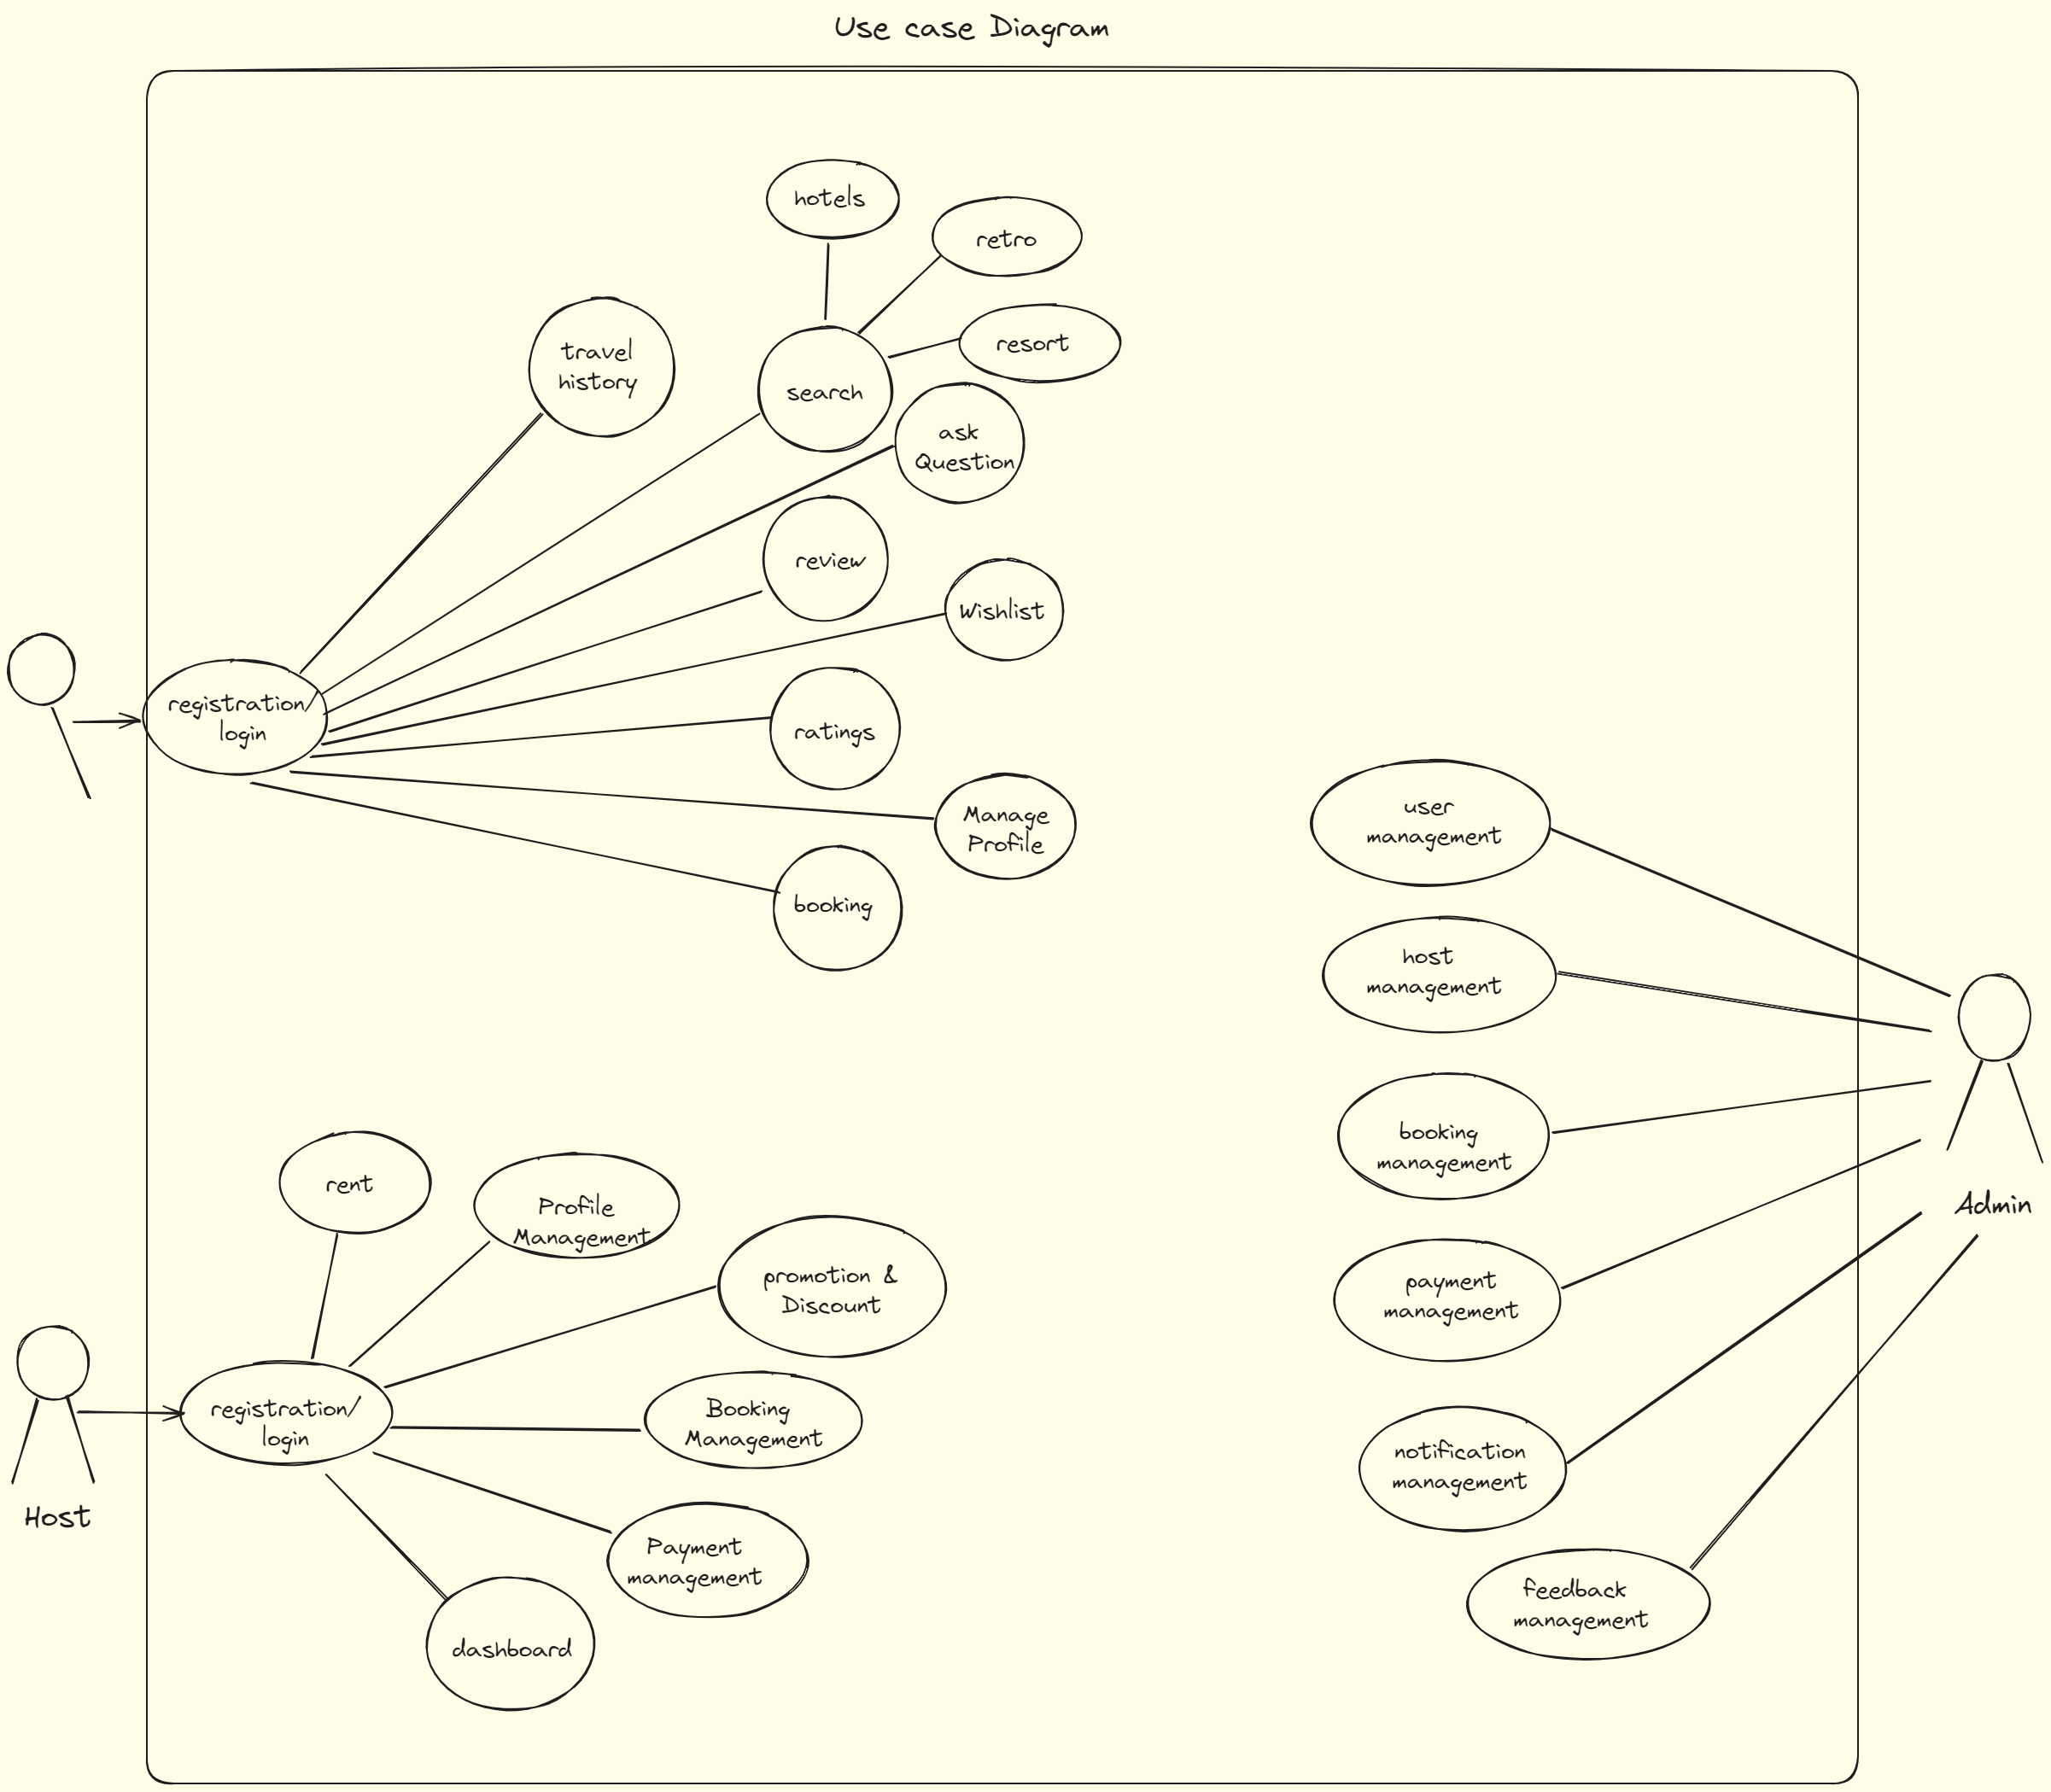 Use case Diagram
hotels
retro
resort
travel
history
search
ask
Question
review
Wishlist
registration/
login
ratings
Manage
Profile
booking
user
management
host
management
booking
management
Admin
payment
management
notification
management
feedback
management
rent
Profile
Management
promotion &
Discount
registration/
login
Booking
Management
Host
Payment
management
dashboard